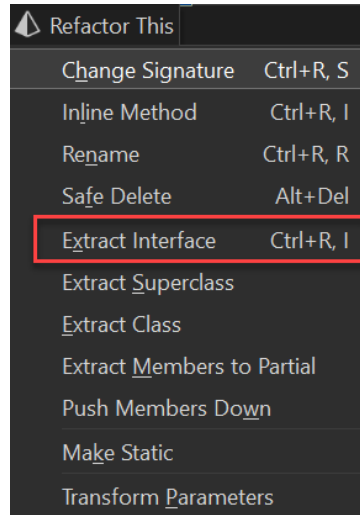 Refactor This
Change Signature Ctrl+R, S
Inline Method Ctrl+R, I
Rename Ctrl+R, R
Safe Delete Alt+Del
Extract Interface Ctrl+R, I
Extract Superclass
Extract Class
Extract Members to Partial
Push Members Down
Make Static
Transform Parameters